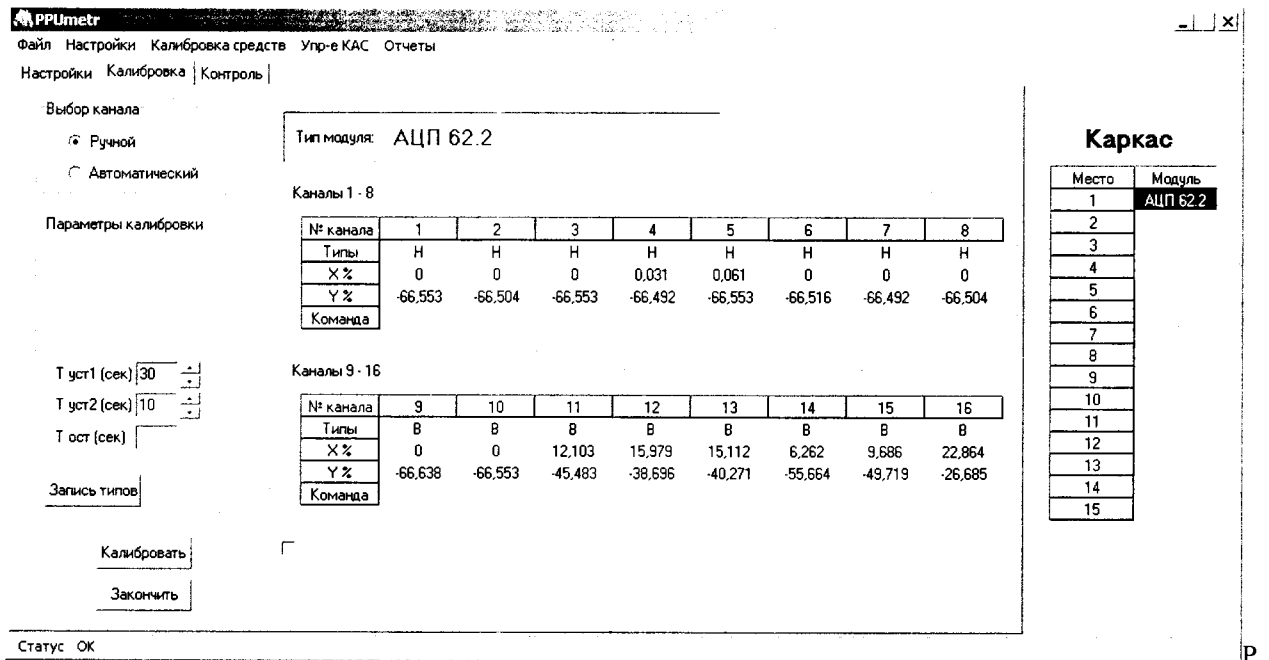 PPUmetr
Файл Настройки Калибровка средств Упр-е КАС Отчеты
Настройки Калибровка Контроль
Выбор канала
Ручной
Автоматический
Параметры калибровки
Т уст1 (сек) 30
Т уст2 (сек) 10
Т ост (сек)
Запись типов
Калибровать
Закончить
Тип модуля: АЦП 62.2
Каналы 1 - 8
№ канала 1 2 3 4 5 6 7 8
Типы Н Н Н Н Н Н Н Н
X % 0 0 0 0,031 0,061 0 0 0
Y % -66,553 -66,504 -66,553 -66,492 -66,553 -66,516 -66,492 -66,504
Команда
Каналы 9 - 16
№ канала 9 10 11 12 13 14 15 16
Типы В В В В В В В В
X % 0 0 12,103 15,979 15,112 6,262 9,686 22,864
Y % -66,638 -66,553 -45,483 -38,696 -40,271 -55,664 -49,719 -26,685
Команда
Каркас
Место Модуль
1 АЦП 62.2
2
3
4
5
6
7
8
9
10
11
12
13
14
15
Статус OK
Р